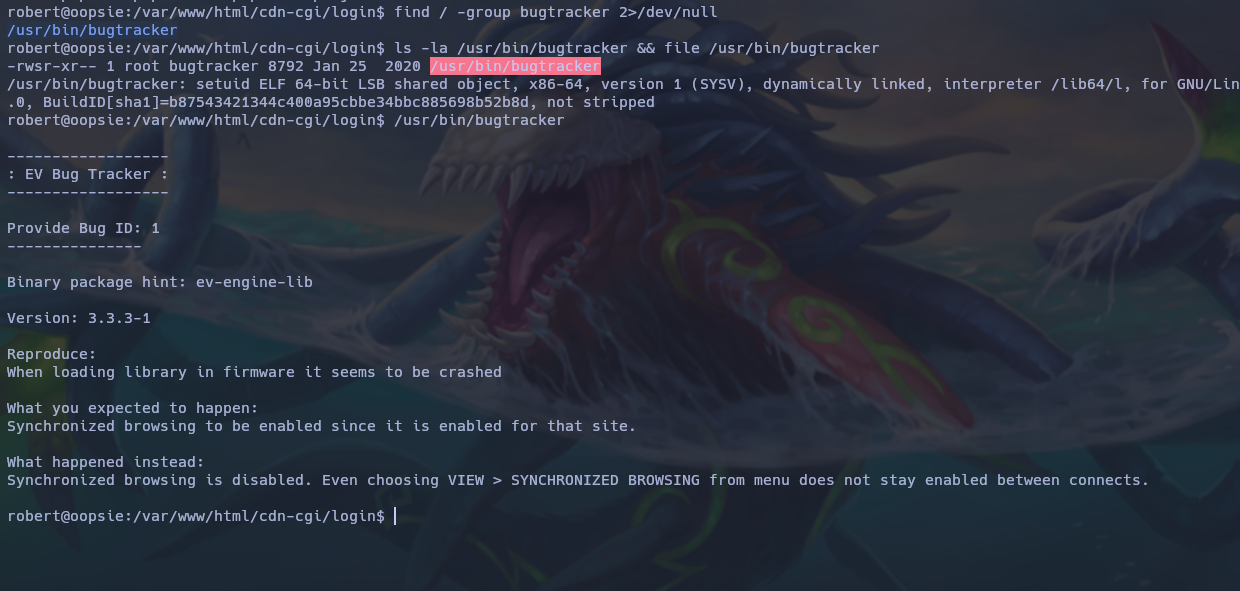 robert@oopsie:/var/www/html/cdn-cgi/login$ find / -group bugtracker 2>/dev/null
/usr/bin/bugtracker
robert@oopsie:/var/www/html/cdn-cgi/login$ ls -la /usr/bin/bugtracker && file /usr/bin/bugtracker
-rwsr-xr-- 1 root bugtracker 8792 Jan 25  2020 /usr/bin/bugtracker
/usr/bin/bugtracker: setuid ELF 64-bit LSB shared object, x86-64, version 1 (SYSV), dynamically linked, interpreter /lib64/l, for GNU/Lin
.0, BuildID[sha1]=b87543421344c400a95cbbe34bbc885698b52b8d, not stripped
robert@oopsie:/var/www/html/cdn-cgi/login$ /usr/bin/bugtracker
------------------
: EV Bug Tracker :
------------------
Provide Bug ID: 1
---------------
Binary package hint: ev-engine-lib
Version: 3.3.3-1
Reproduce:
When loading library in firmware it seems to be crashed
What you expected to happen:
Synchronized browsing to be enabled since it is enabled for that site.
What happened instead:
Synchronized browsing is disabled. Even choosing VIEW > SYNCHRONIZED BROWSING from menu does not stay enabled between connects.
robert@oopsie:/var/www/html/cdn-cgi/login$